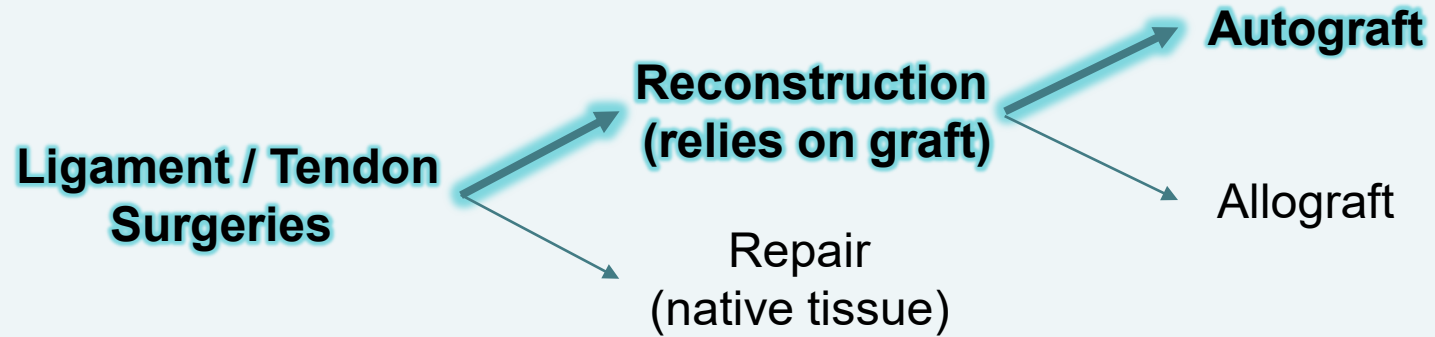 Ligament / Tendon
Surgeries
Reconstruction
(relies on graft)
Repair
(native tissue)
Autograft
Allograft